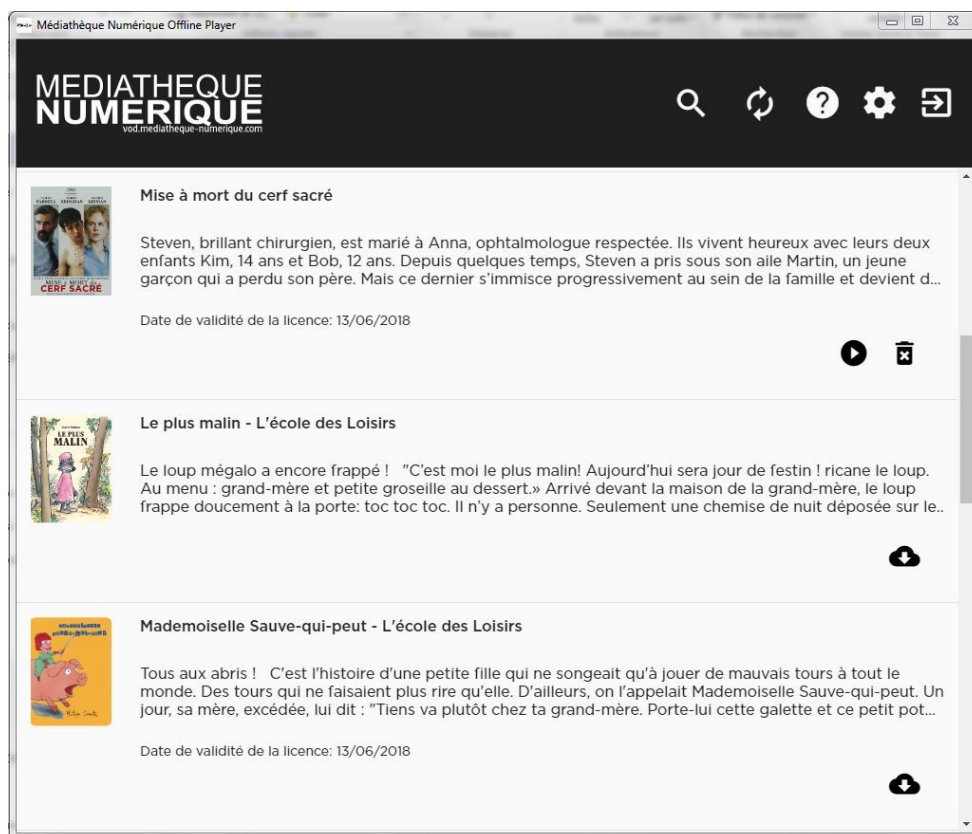 Médiathèque Numérique Offline Player
MEDIATHEQUE
NUMERIQUE
vod.mediatheque-numerique.com
Mise à mort du cerf sacré
Steven, brillant chirurgien, est marié à Anna, ophtalmologue respectée. Ils vivent heureux avec leurs deux
enfants Kim, 14 ans et Bob, 12 ans. Depuis quelques temps, Steven a pris sous son aile Martin, un jeune
garçon qui a perdu son père. Mais ce dernier s'immisce progressivement au sein de la famille et devient d...
MISE À MORT du
CERF SACRÉ
Date de validité de la licence: 13/06/2018
Le plus malin - L'école des Loisirs
LE PLUS
MALIN
Le loup mégalo a encore frappé ! "C'est moi le plus malin! Aujourd'hui sera jour de festin ! ricane le loup.
Au menu : grand-mère et petite groseille au dessert.» Arrivé devant la maison de la grand-mère, le loup
frappe doucement à la porte: toc toc toc. Il n'y a personne. Seulement une chemise de nuit déposée sur le..
Mademoiselle Sauve-qui-peut - L'école des Loisirs
Tous aux abris ! C'est l'histoire d'une petite fille qui ne songeait qu'à jouer de mauvais tours à tout le
monde. Des tours qui ne faisaient plus rire qu'elle. D'ailleurs, on l'appelait Mademoiselle Sauve-qui-peut. Un
jour, sa mère, excédée, lui dit : "Tiens va plutôt chez ta grand-mère. Porte-lui cette galette et ce petit pot...
Date de validité de la licence: 13/06/2018